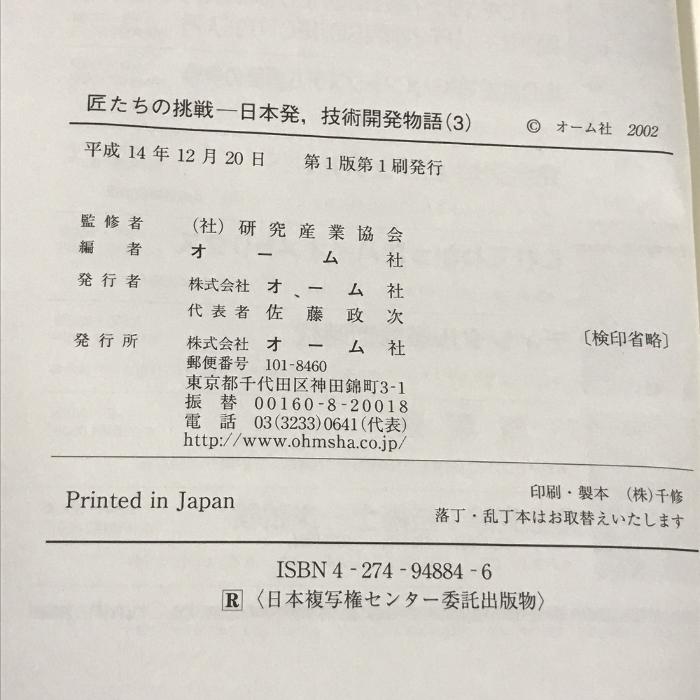 匠たちの挑戦—日本発，技術開発物語(3)
© オーム社 2002
平成14年12月20日 第1版第1刷発行
監修者 （社）研究産業協会
編者 オーム社
発行者 株式会社 オーム社
代表者 佐藤政次
発行所 株式会社 オーム社
〔検印省略〕
郵便番号 101-8460
東京都千代田区神田錦町3-1
振替 00160-8-20018
電話 03(3233)0641(代表)
http://www.ohmsha.co.jp/
Printed in Japan
印刷・製本 （株）千修
落丁・乱丁本はお取替えいたします
ISBN 4-274-94884-6
R〈日本複写権センター委託出版物〉